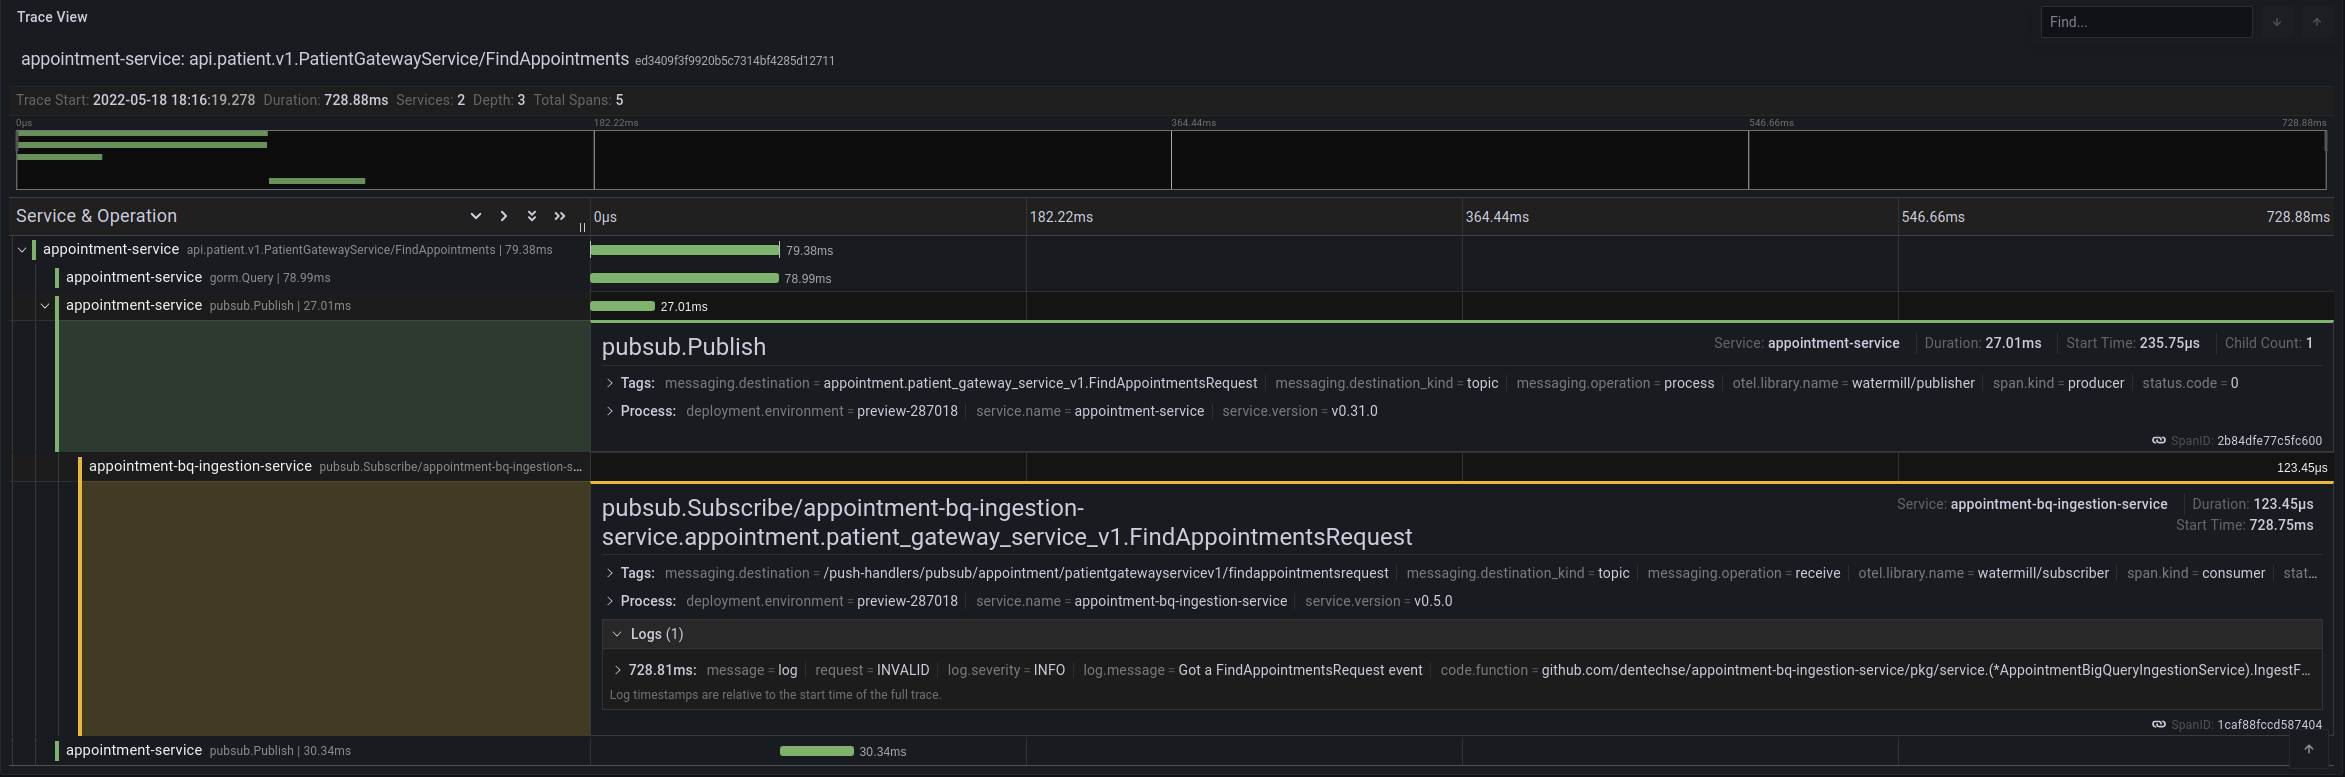 Trace View
Find...
appointment-service: api.patient.v1.PatientGatewayService/FindAppointments ed3409f3f9920b5c7314bf4285d12711
Trace Start: 2022-05-18 18:16:19.278 Duration: 728.88ms Services: 2 Depth: 3 Total Spans: 5
0μs 182.22ms 364.44ms 546.66ms 728.88ms
Service & Operation 0μs 182.22ms 364.44ms 546.66ms 728.88ms
appointment-service api.patient.v1.PatientGatewayService/FindAppointments | 79.38ms 79.38ms
appointment-service gorm.Query | 78.99ms 78.99ms
appointment-service pubsub.Publish | 27.01ms 27.01ms
pubsub.Publish Service: appointment-service Duration: 27.01ms Start Time: 235.75μs Child Count: 1
Tags: messaging.destination = appointment.patient_gateway_service_v1.FindAppointmentsRequest messaging.destination_kind = topic messaging.operation = process otel.library.name = watermill/publisher span.kind = producer status.code = 0
Process: deployment.environment = preview-287018 service.name = appointment-service service.version = v0.31.0
SpanID: 2b84dfe77c5fc600
appointment-bq-ingestion-service pubsub.Subscribe/appointment-bq-ingestion-s... 123.45μs
pubsub.Subscribe/appointment-bq-ingestion-
service.appointment.patient_gateway_service_v1.FindAppointmentsRequest
Service: appointment-bq-ingestion-service Duration: 123.45μs
Start Time: 728.75ms
Tags: messaging.destination = /push-handlers/pubsub/appointment/patientgatewayservicev1/findappointmentsrequest messaging.destination_kind = topic messaging.operation = receive otel.library.name = watermill/subscriber span.kind = consumer stat...
Process: deployment.environment = preview-287018 service.name = appointment-bq-ingestion-service service.version = v0.5.0
Logs (1)
728.81ms: message = log request = INVALID log.severity = INFO log.message = Got a FindAppointmentsRequest event code.function = github.com/dentechse/appointment-bq-ingestion-service/pkg/service.(*AppointmentBigQueryIngestionService).IngestF...
Log timestamps are relative to the start time of the full trace.
SpanID: 1caf88fccd587404
appointment-service pubsub.Publish | 30.34ms 30.34ms